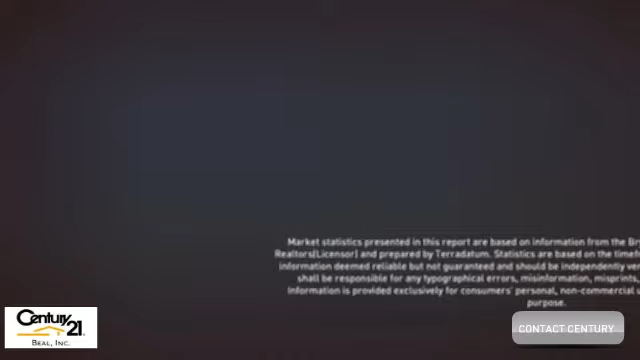 Market statistics presented in this report are based on information from the
Realtors(Licensor) and prepared by Terradatum. Statistics are based on the
information deemed reliable but not guaranteed and should be independently
shall be responsible for any typographical errors, misinformation, misprints,
Information is provided exclusively for consumers' personal, non-commercial
purpose.
Century 21
BEAL, INC.
CONTACT CENTURY